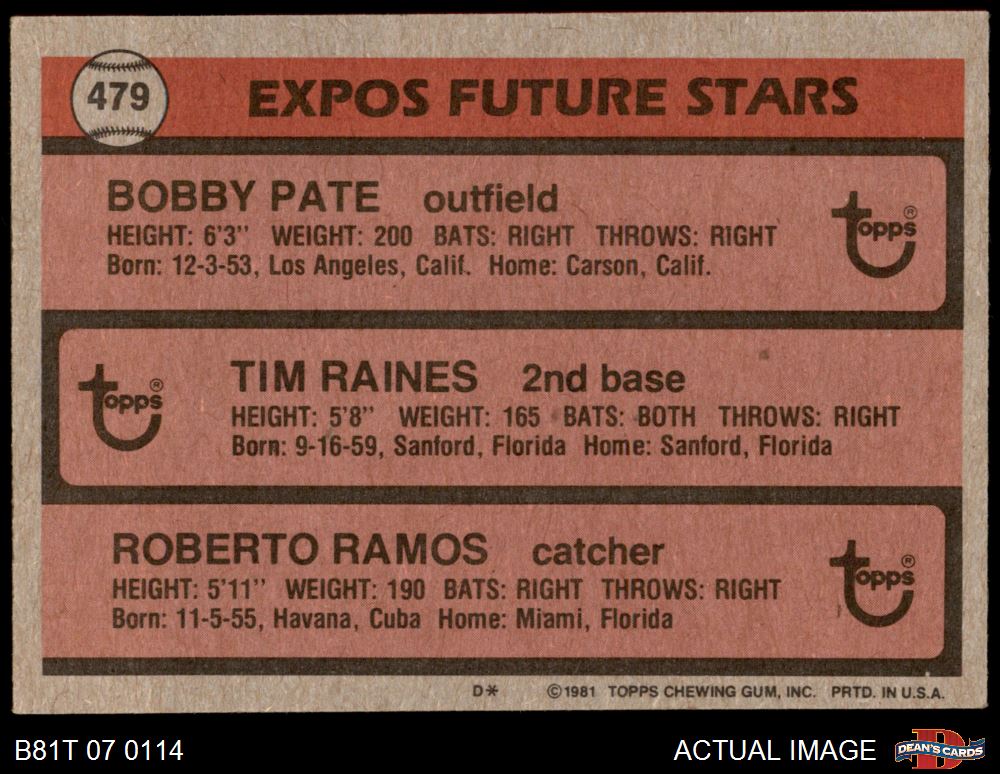 479
EXPOS FUTURE STARS
BOBBY PATE outfield
HEIGHT: 6'3" WEIGHT: 200 BATS: RIGHT THROWS: RIGHT
Born: 12-3-53, Los Angeles, Calif. Home: Carson, Calif.
topps®
TIM RAINES 2nd base
HEIGHT: 5'8" WEIGHT: 165 BATS: BOTH THROWS: RIGHT
Born: 9-16-59, Sanford, Florida Home: Sanford, Florida
topps®
ROBERTO RAMOS catcher
HEIGHT: 5'11" WEIGHT: 190 BATS: RIGHT THROWS: RIGHT
Born: 11-5-55, Havana, Cuba Home: Miami, Florida
topps®
D* ©1981 TOPPS CHEWING GUM, INC. PRTD. IN U.S.A.
B81T 07 0114
ACTUAL IMAGE
DEAN'S CARDS